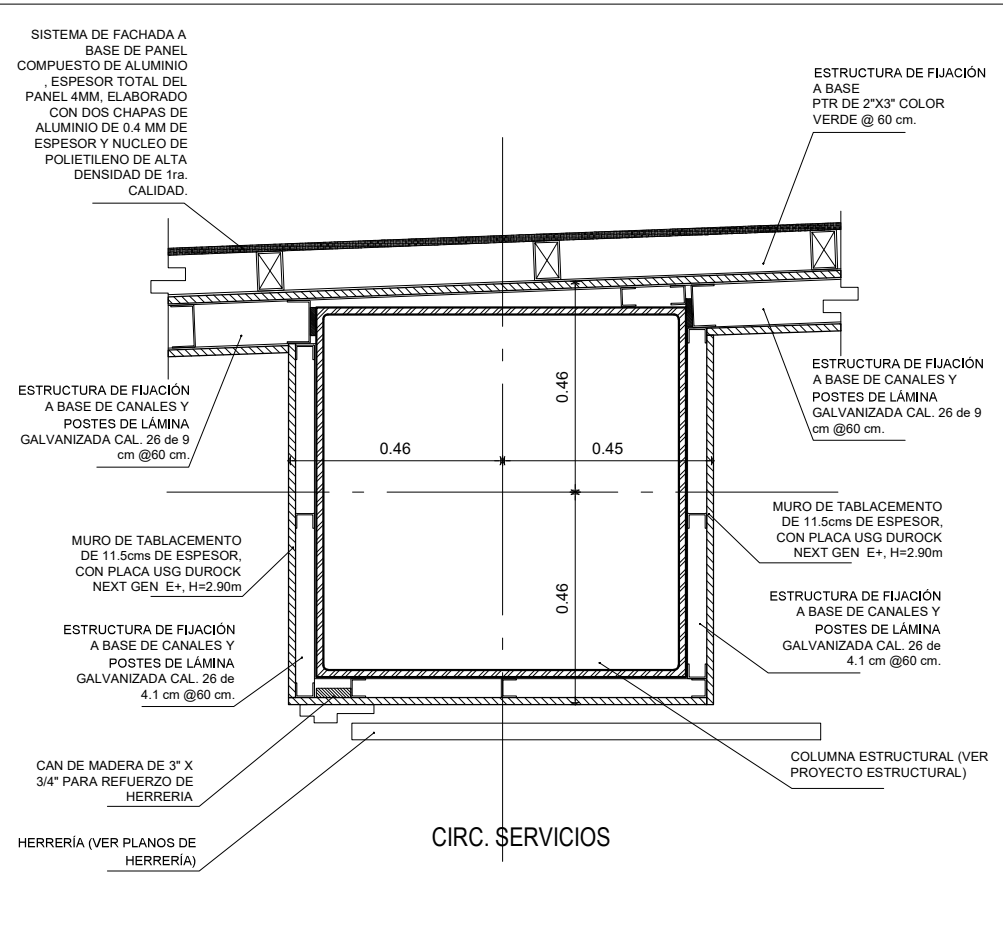 SISTEMA DE FACHADA A
BASE DE PANEL
COMPUESTO DE ALUMINIO
, ESPESOR TOTAL DEL
PANEL 4MM, ELABORADO
CON DOS CHAPAS DE
ALUMINIO DE 0.4 MM DE
ESPESOR Y NUCLEO DE
POLIETILENO DE ALTA
DENSIDAD DE 1ra.
CALIDAD.
ESTRUCTURA DE FIJACIÓN
A BASE
PTR DE 2"X3" COLOR
VERDE @ 60 cm.
ESTRUCTURA DE FIJACIÓN
A BASE DE CANALES Y
POSTES DE LÁMINA
GALVANIZADA CAL. 26 de 9
cm @60 cm.
ESTRUCTURA DE FIJACIÓN
A BASE DE CANALES Y
POSTES DE LÁMINA
GALVANIZADA CAL. 26 de 9
cm @60 cm.
0.46
0.46
0.45
0.46
MURO DE TABLACEMENTO
DE 11.5cms DE ESPESOR,
CON PLACA USG DUROCK
NEXT GEN E+, H=2.90m
MURO DE TABLACEMENTO
DE 11.5cms DE ESPESOR,
CON PLACA USG DUROCK
NEXT GEN E+, H=2.90m
ESTRUCTURA DE FIJACIÓN
A BASE DE CANALES Y
POSTES DE LÁMINA
GALVANIZADA CAL. 26 de
4.1 cm @60 cm.
ESTRUCTURA DE FIJACIÓN
A BASE DE CANALES Y
POSTES DE LÁMINA
GALVANIZADA CAL. 26 de
4.1 cm @60 cm.
CAN DE MADERA DE 3" X
3/4" PARA REFUERZO DE
HERRERIA
COLUMNA ESTRUCTURAL (VER
PROYECTO ESTRUCTURAL)
HERRERÍA (VER PLANOS DE
HERRERÍA)
CIRC. SERVICIOS